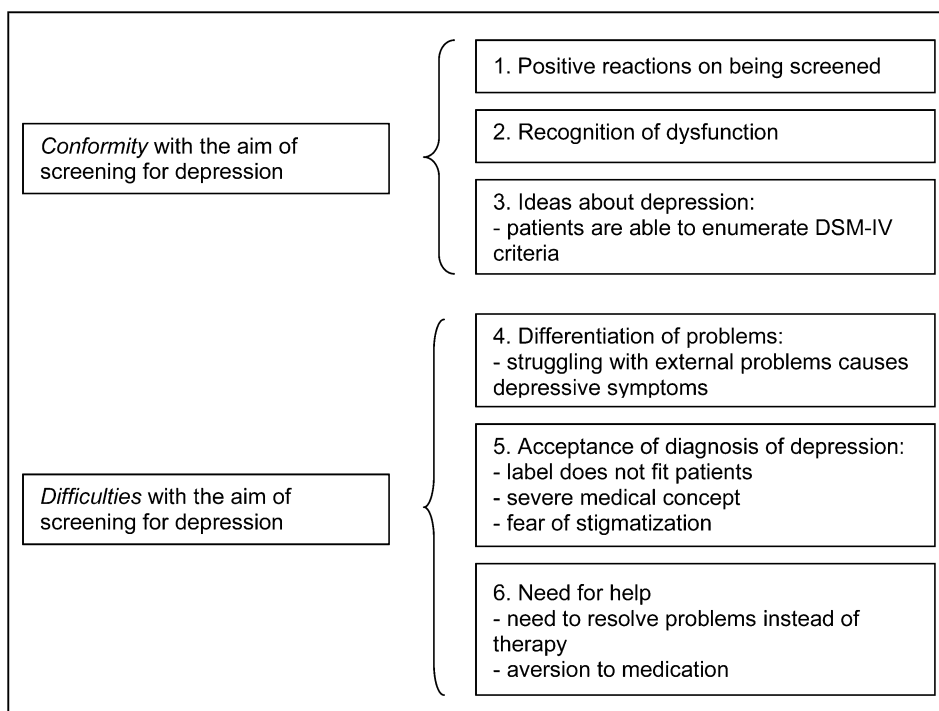 Conformity with the aim of
screening for depression
1. Positive reactions on being screened
2. Recognition of dysfunction
3. Ideas about depression:
- patients are able to enumerate DSM-IV
criteria
Difficulties with the aim of
screening for depression
4. Differentiation of problems:
- struggling with external problems causes
depressive symptoms
5. Acceptance of diagnosis of depression:
- label does not fit patients
- severe medical concept
- fear of stigmatization
6. Need for help
- need to resolve problems instead of
therapy
- aversion to medication